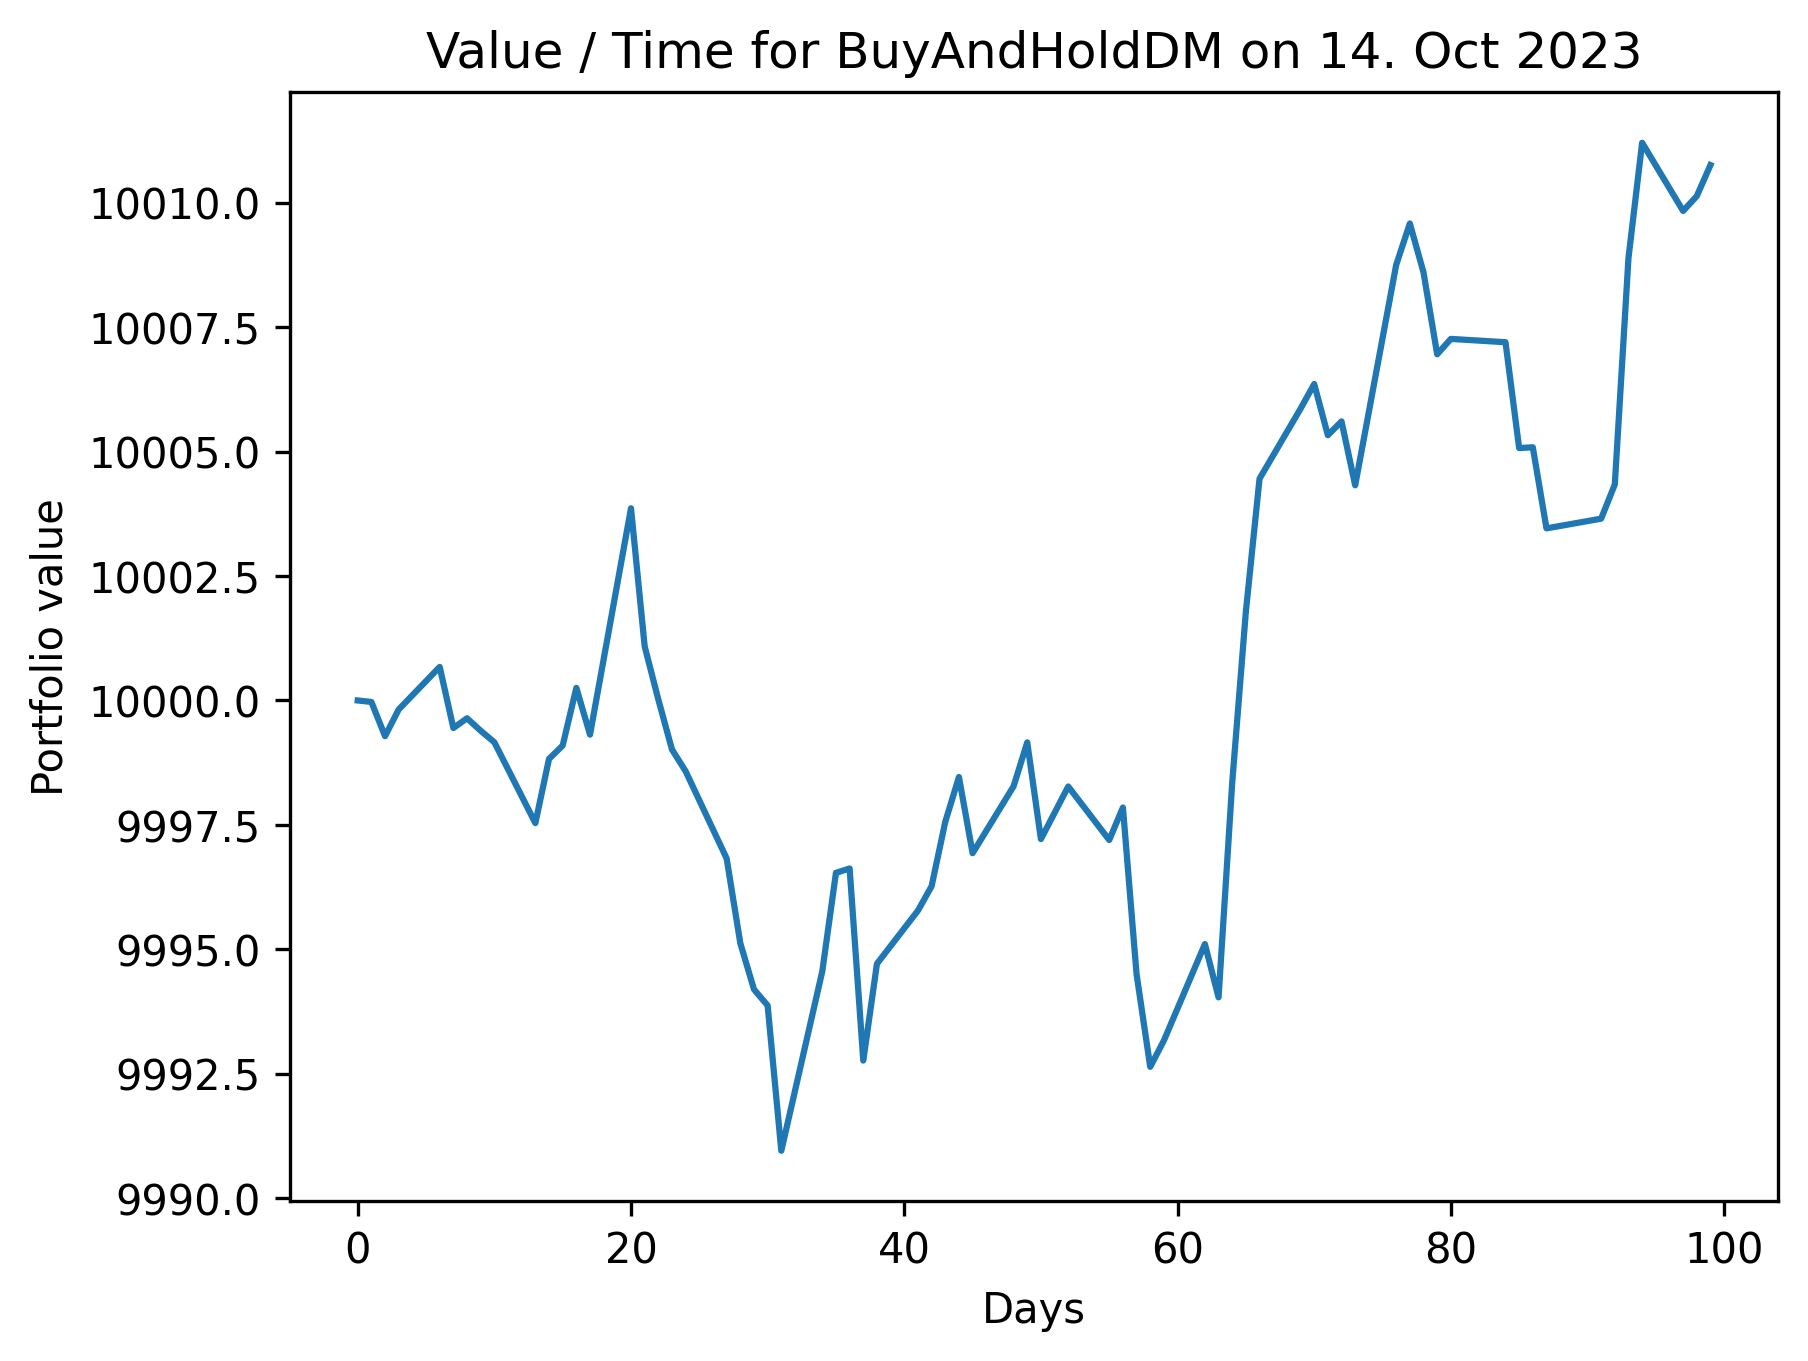 Value / Time for BuyAndHoldDM on 14. Oct 2023
Portfolio value
10010.0
10007.5
10005.0
10002.5
10000.0
9997.5
9995.0
9992.5
9990.0
0 20 40 60 80 100
Days